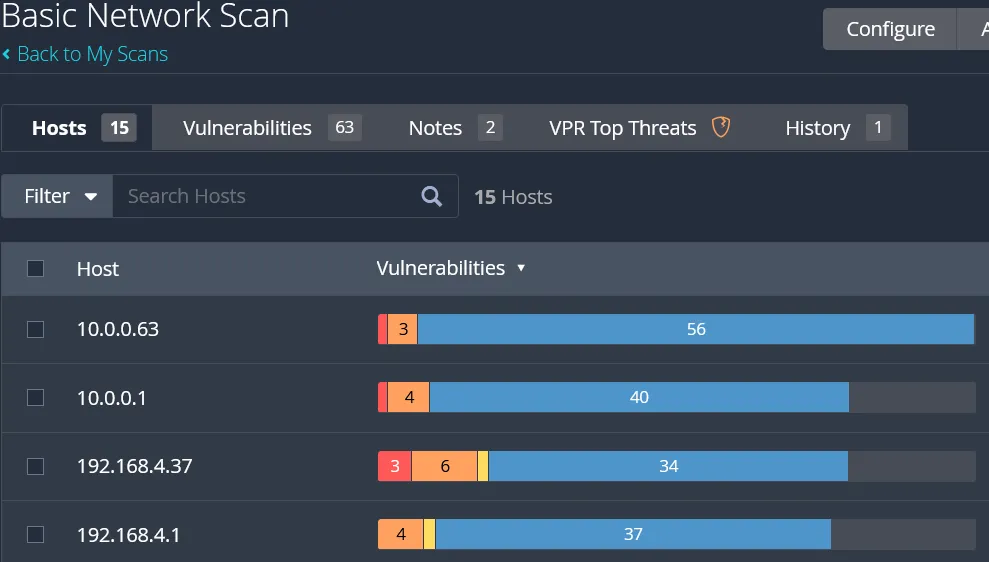 Basic Network Scan
Configure A
Back to My Scans
Hosts 15 Vulnerabilities 63 Notes 2 VPR Top Threats History 1
Filter Search Hosts 15 Hosts
Host Vulnerabilities
10.0.0.63 3 56
10.0.0.1 4 40
192.168.4.37 3 6 34
192.168.4.1 4 37